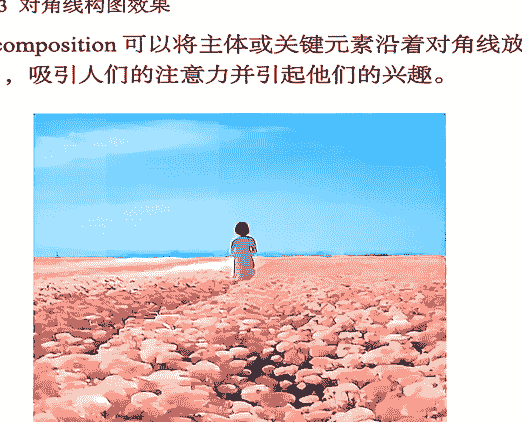 3 对角线构图效果
composition 可以将主体或关键元素沿着对角线放
，吸引人们的注意力并引起他们的兴趣。